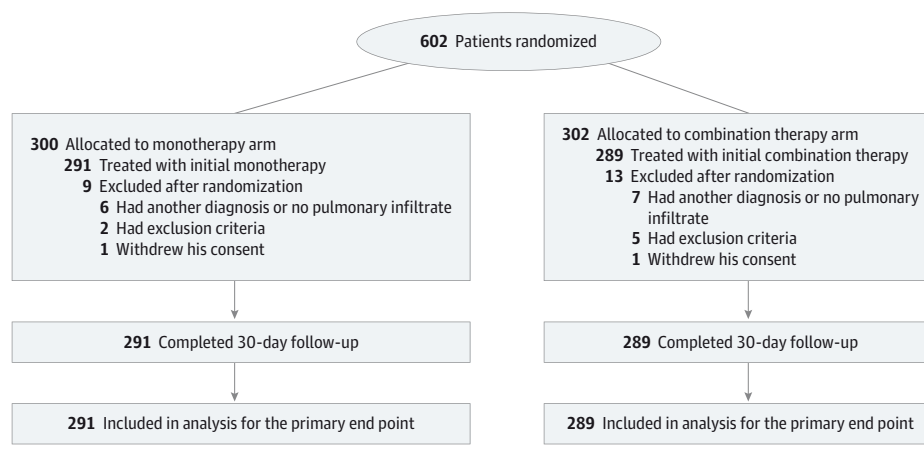 602 Patients randomized
300 Allocated to monotherapy arm
291 Treated with initial monotherapy
9 Excluded after randomization
6 Had another diagnosis or no pulmonary infiltrate
2 Had exclusion criteria
1 Withdrew his consent
302 Allocated to combination therapy arm
289 Treated with initial combination therapy
13 Excluded after randomization
7 Had another diagnosis or no pulmonary
infiltrate
5 Had exclusion criteria
1 Withdrew his consent
291 Completed 30-day follow-up
289 Completed 30-day follow-up
291 Included in analysis for the primary end point
289 Included in analysis for the primary end point